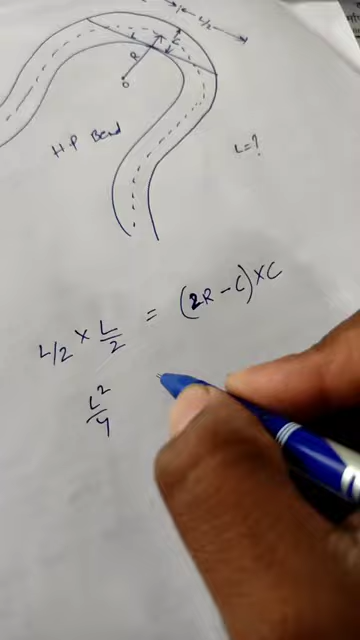 L/2
L
C
R
O
H.P Bend
L=?
L/2 × L/2 = (2R-C)×C
L²/4